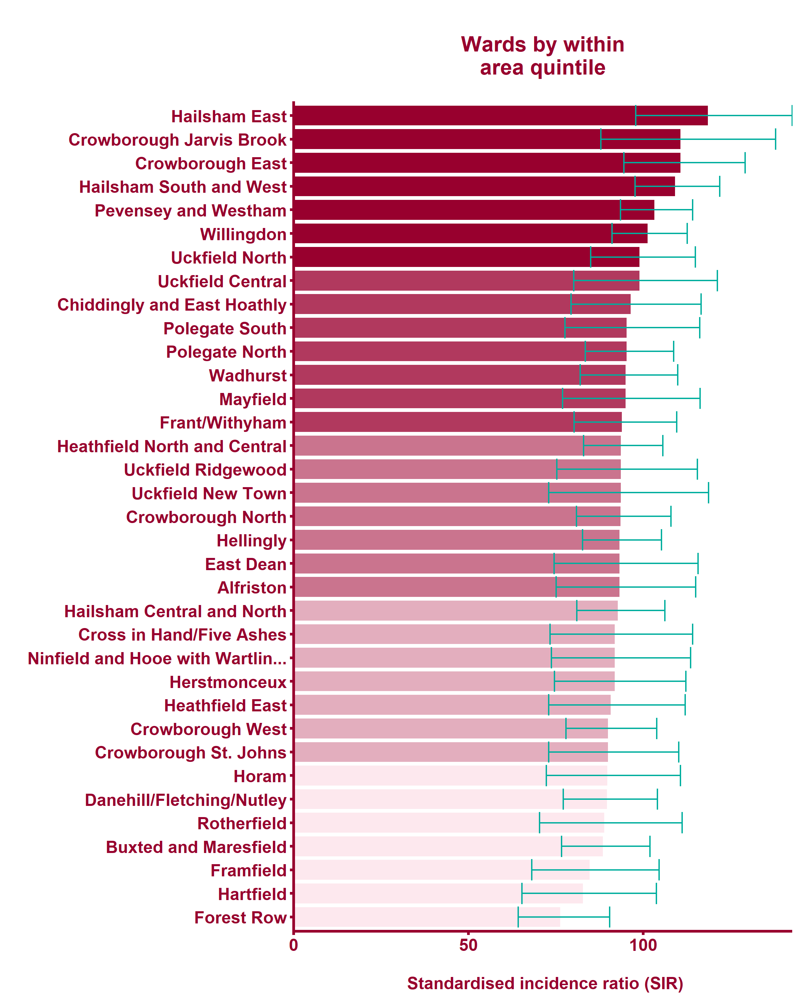 Wards by within
area quintile
Hailsham East
Crowborough Jarvis Brook
Crowborough East
Hailsham South and West
Pevensey and Westham
Willingdon
Uckfield North
Uckfield Central
Chiddingly and East Hoathly
Polegate South
Polegate North
Wadhurst
Mayfield
Frant/Withyham
Heathfield North and Central
Uckfield Ridgewood
Uckfield New Town
Crowborough North
Hellingly
East Dean
Alfriston
Hailsham Central and North
Cross in Hand/Five Ashes
Ninfield and Hooe with Wartlin...
Herstmonceux
Heathfield East
Crowborough West
Crowborough St. Johns
Horam
Danehill/Fletching/Nutley
Rotherfield
Buxted and Maresfield
Framfield
Hartfield
Forest Row
0 50 100
Standardised incidence ratio (SIR)